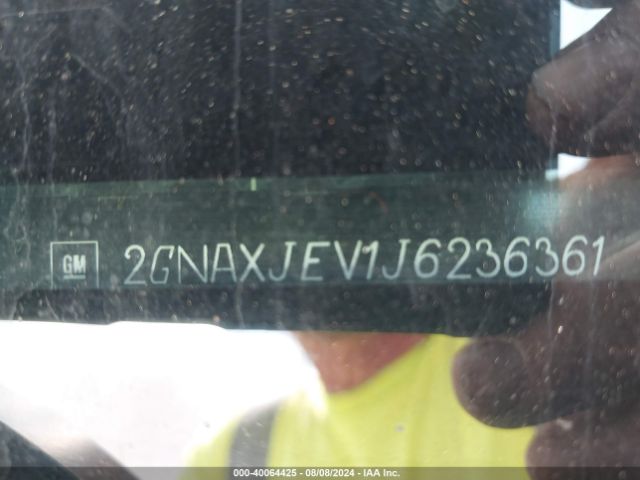 GM 2GNAXJEV1J6236361
000-40064425 - 08/08/2024 - IAA Inc.